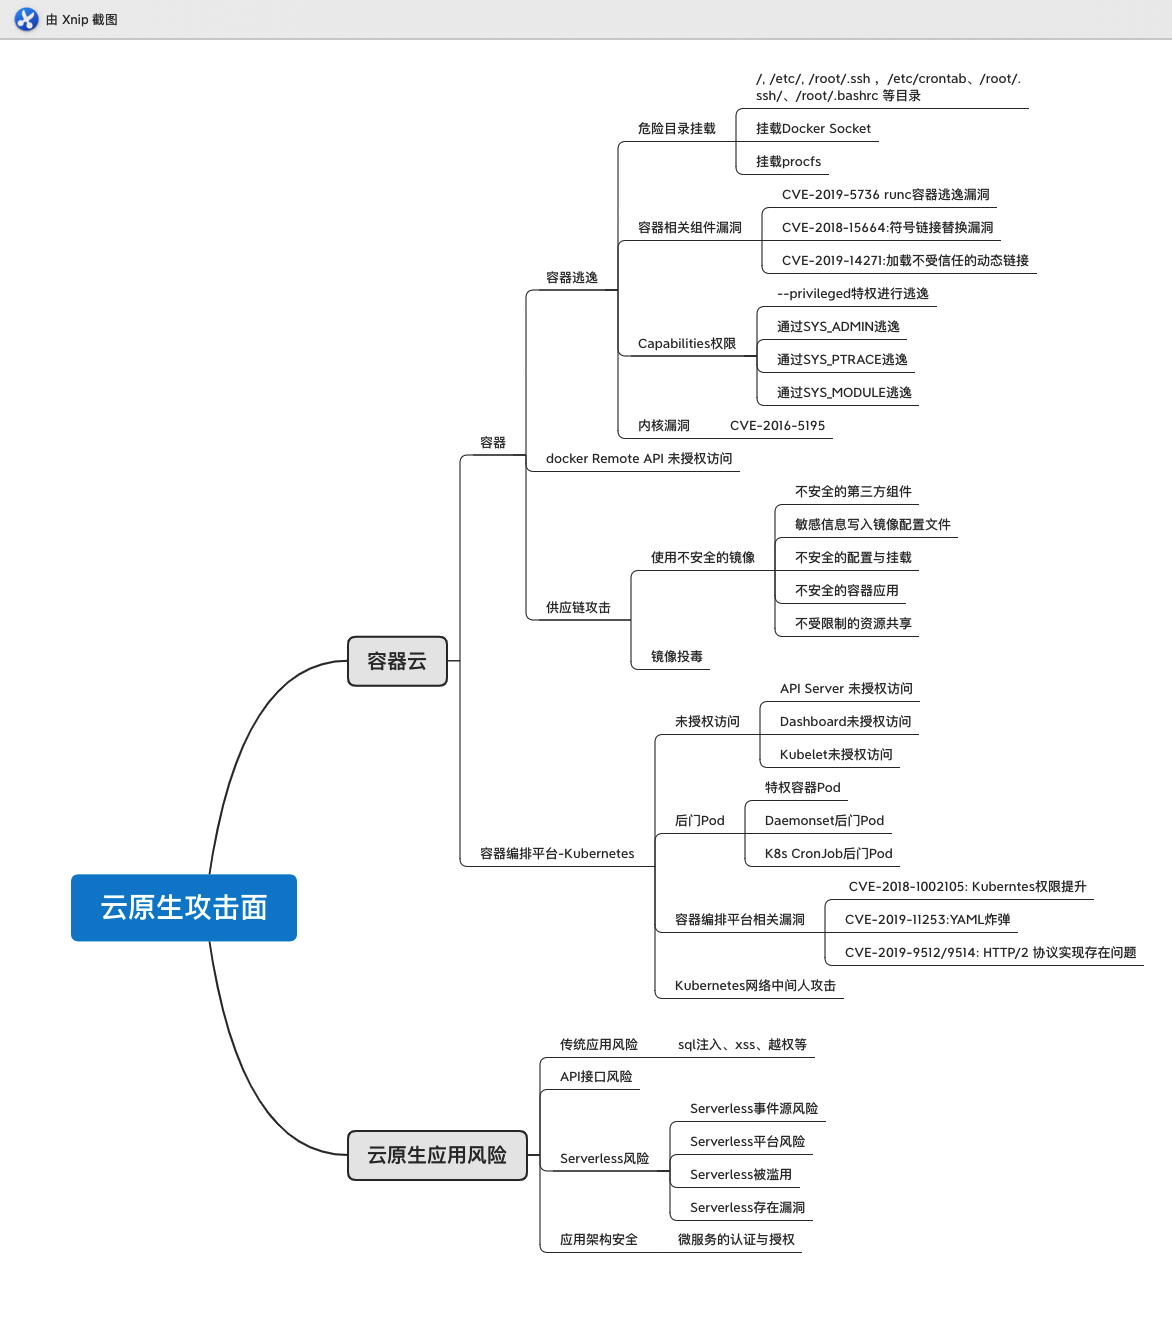 由 Xnip 截图
/, /etc/, /root/.ssh ，/etc/crontab、/root/.
ssh/、/root/.bashrc 等目录
危险目录挂载
挂载Docker Socket
挂载procfs
CVE-2019-5736 runc容器逃逸漏洞
容器相关组件漏洞
CVE-2018-15664:符号链接替换漏洞
CVE-2019-14271:加载不受信任的动态链接
容器逃逸
--privileged特权进行逃逸
通过SYS_ADMIN逃逸
Capabilities权限
通过SYS_PTRACE逃逸
通过SYS_MODULE逃逸
内核漏洞
CVE-2016-5195
容器
docker Remote API 未授权访问
不安全的第三方组件
敏感信息写入镜像配置文件
使用不安全的镜像
不安全的配置与挂载
不安全的容器应用
供应链攻击
不受限制的资源共享
镜像投毒
容器云
API Server 未授权访问
未授权访问
Dashboard未授权访问
Kubelet未授权访问
特权容器Pod
后门Pod
Daemonset后门Pod
K8s CronJob后门Pod
容器编排平台-Kubernetes
CVE-2018-1002105: Kuberntes权限提升
容器编排平台相关漏洞
CVE-2019-11253:YAML炸弹
CVE-2019-9512/9514: HTTP/2 协议实现存在问题
Kubernetes网络中间人攻击
云原生攻击面
传统应用风险
sql注入、xss、越权等
API接口风险
Serverless事件源风险
Serverless平台风险
Serverless风险
Serverless被滥用
Serverless存在漏洞
云原生应用风险
应用架构安全
微服务的认证与授权